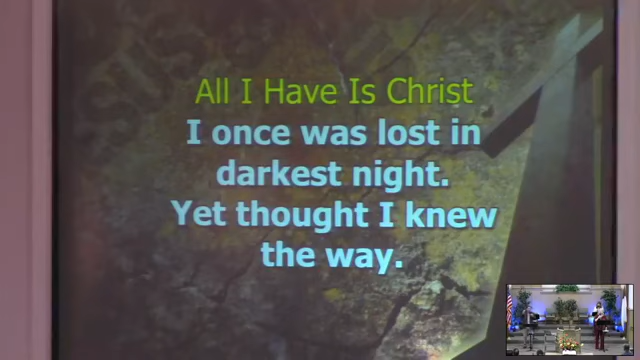 All I Have Is Christ
I once was lost in
darkest night.
Yet thought I knew
the way.